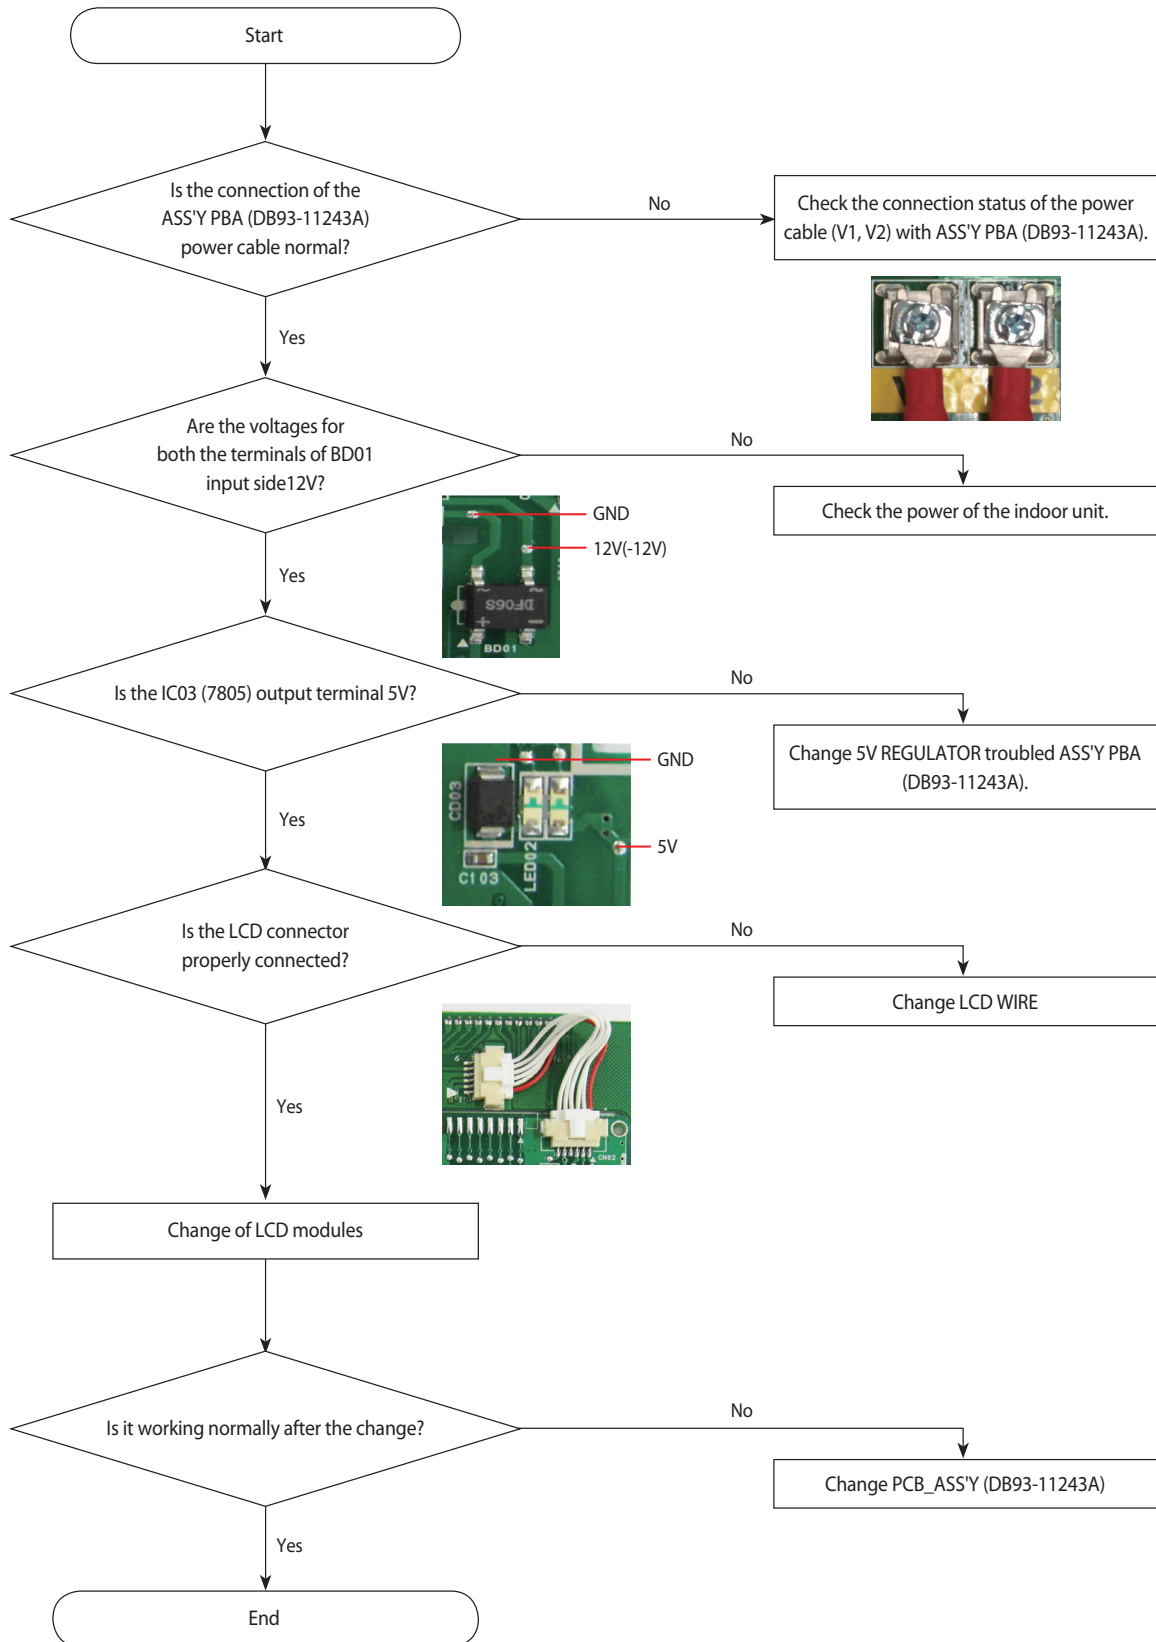 Start
Is the connection of the
ASS'Y PBA (DB93-11243A)
power cable normal?
No
Check the connection status of the power
cable (V1, V2) with ASS'Y PBA (DB93-11243A).
Yes
Are the voltages for
both the terminals of BD01
input side12V?
No
Check the power of the indoor unit.
GND
12V(-12V)
DF06S
BD01
Yes
Is the IC03 (7805) output terminal 5V?
No
Change 5V REGULATOR troubled ASS'Y PBA
(DB93-11243A).
GND
CD03
LED02
C103
5V
Yes
Is the LCD connector
properly connected?
No
Change LCD WIRE
CN02
Yes
Change of LCD modules
Is it working normally after the change?
No
Change PCB_ASS'Y (DB93-11243A)
Yes
End